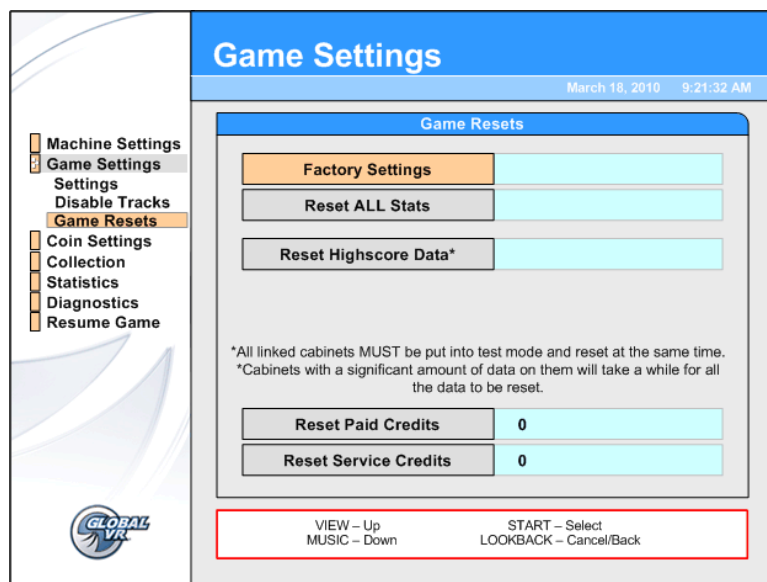 Game Settings
March 18, 2010 9:21:32 AM
Machine Settings
Game Settings
Settings
Disable Tracks
Game Resets
Coin Settings
Collection
Statistics
Diagnostics
Resume Game
GLOBAL
VR
Game Resets
Factory Settings
Reset ALL Stats
Reset Highscore Data*
*All linked cabinets MUST be put into test mode and reset at the same time.
*Cabinets with a significant amount of data on them will take a while for all
the data to be reset.
Reset Paid Credits 0
Reset Service Credits 0
VIEW – Up START – Select
MUSIC – Down LOOKBACK – Cancel/Back